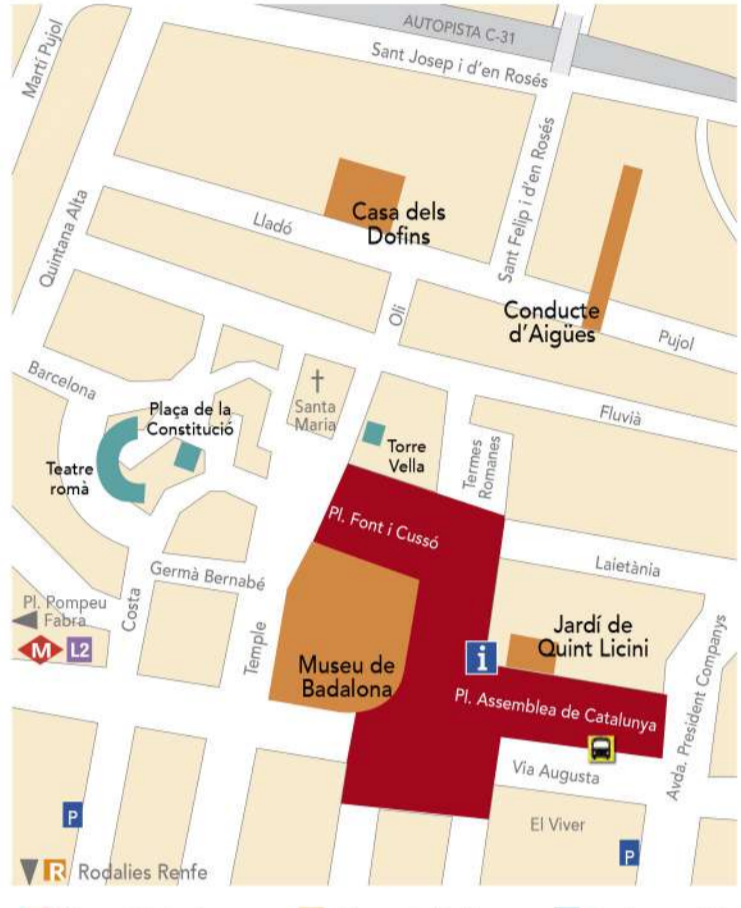 AUTOPISTA C-31
Sant Josep i d'en Rosés
Martí Pujol
Sant Felip i d'en Rosés
Quintana Alta
Casa dels
Dofins
Lladó
Oli
Conducte
d'Aigües
Pujol
Barcelona
Santa
Maria
Fluvià
Plaça de la
Constitució
Torre
Vella
Termes
Romanes
Teatre
romà
Pl. Font i Cussó
Laietània
Germà Bernabé
Pl. Pompeu
Fabra
M L2
Costa
Temple
Museu de
Badalona
i
Jardí de
Quint Licini
Pl. Assemblea de Catalunya
Avda. President Companys
Via Augusta
El Viver
P
P
R Rodalies Renfe